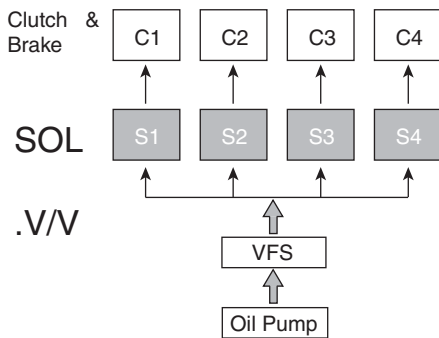 Clutch &
Brake
C1 C2 C3 C4
SOL
S1 S2 S3 S4
.V/V
VFS
Oil Pump